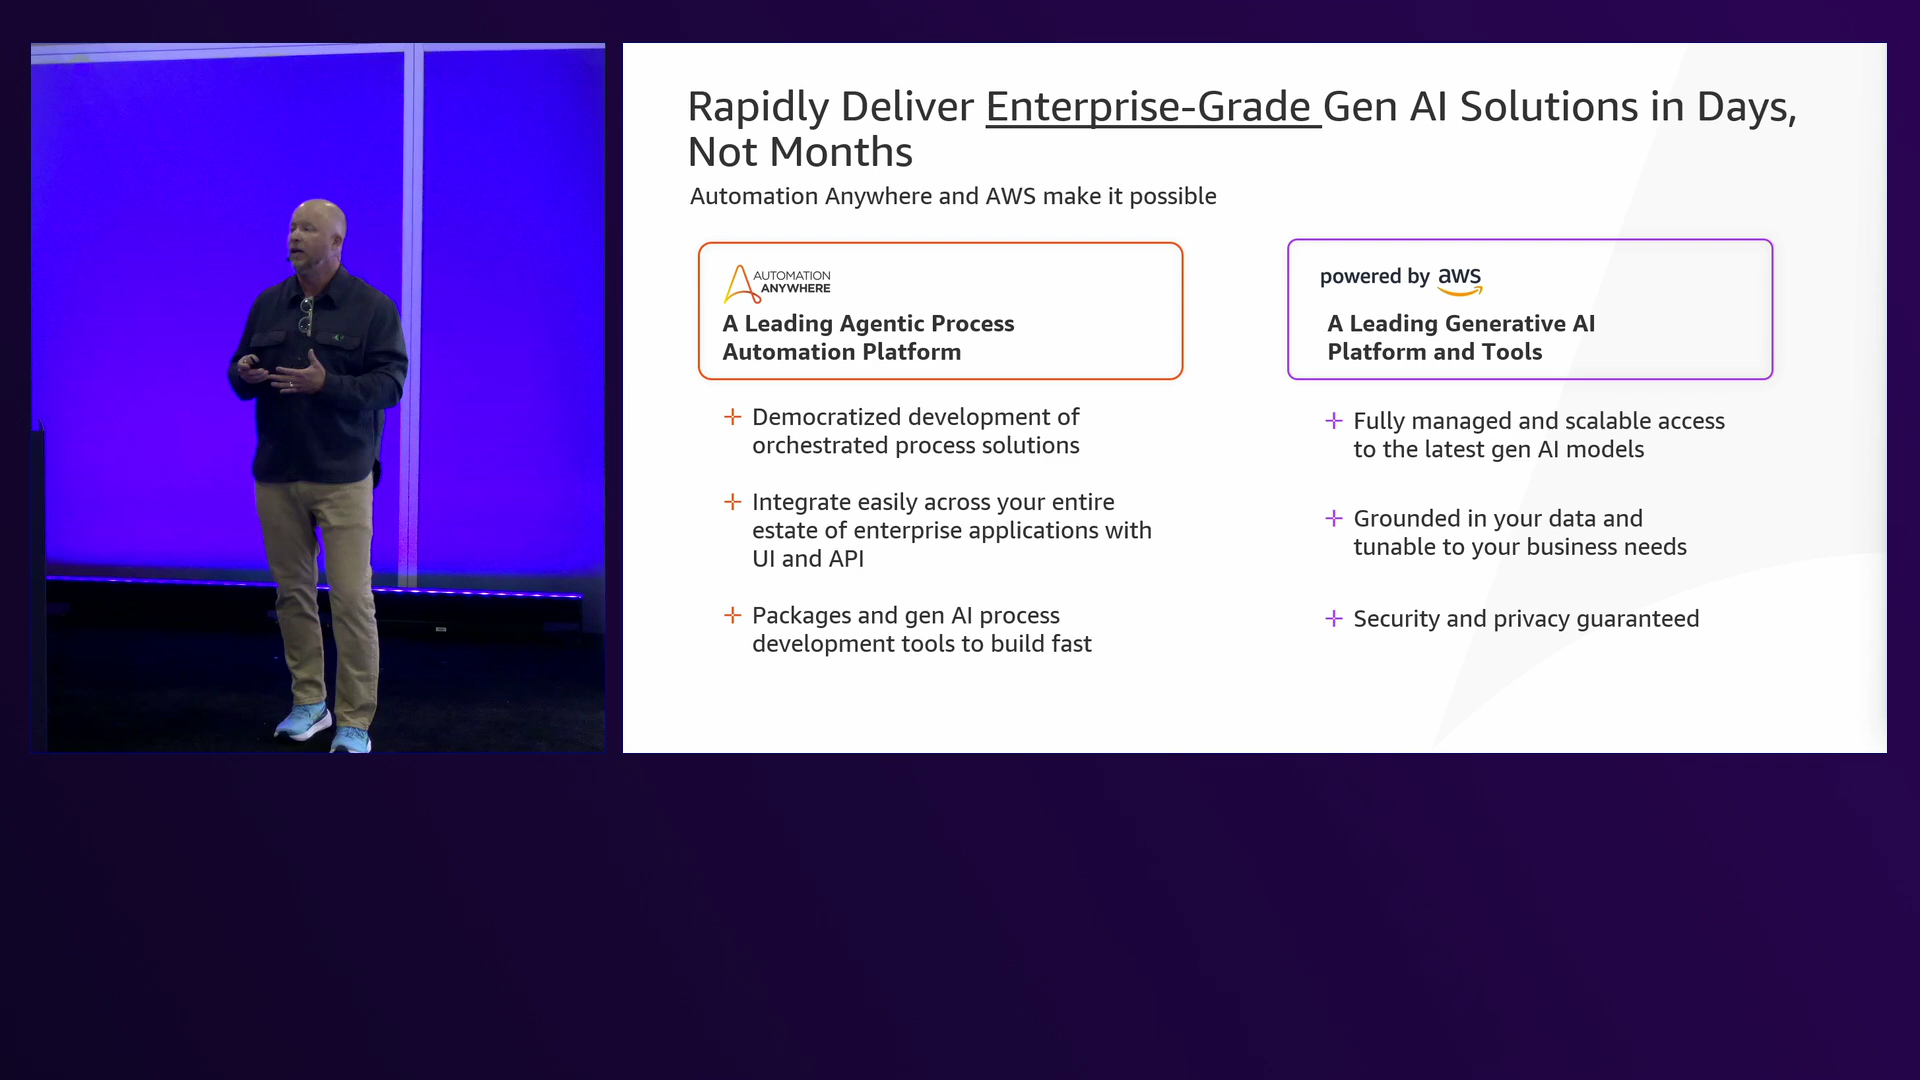 Rapidly Deliver Enterprise-Grade Gen AI Solutions in Days,
Not Months
Automation Anywhere and AWS make it possible
AUTOMATION
ANYWHERE
A Leading Agentic Process
Automation Platform
Democratized development of
orchestrated process solutions
Integrate easily across your entire
estate of enterprise applications with
UI and API
Packages and gen AI process
development tools to build fast
powered by aws
A Leading Generative AI
Platform and Tools
Fully managed and scalable access
to the latest gen AI models
Grounded in your data and
tunable to your business needs
Security and privacy guaranteed